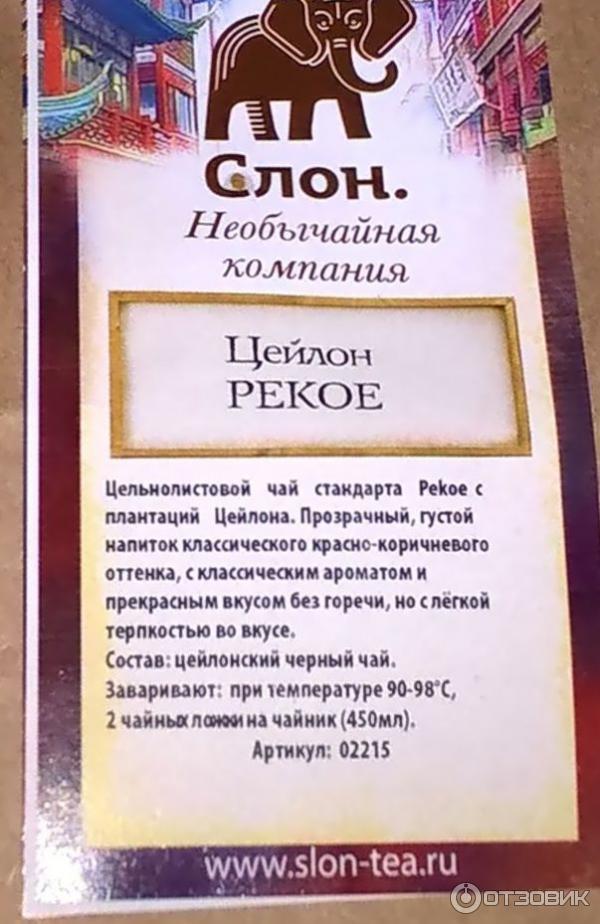 Слон.
Необычайная
компания
Цейлон
PEKOE
Цельнолистовой чай стандарта Pekoe с
плантаций Цейлона. Прозрачный, густой
напиток классического красно-коричневого
оттенка, с классическим ароматом и
прекрасным вкусом без горечи, но с лёгкой
терпкостью во вкусе.
Состав: цейлонский черный чай.
Заваривают: при температуре 90-98°С,
2 чайных ложки на чайник (450мл).
Артикул: 02215
www.slon-tea.ru
ОТЗОВИК